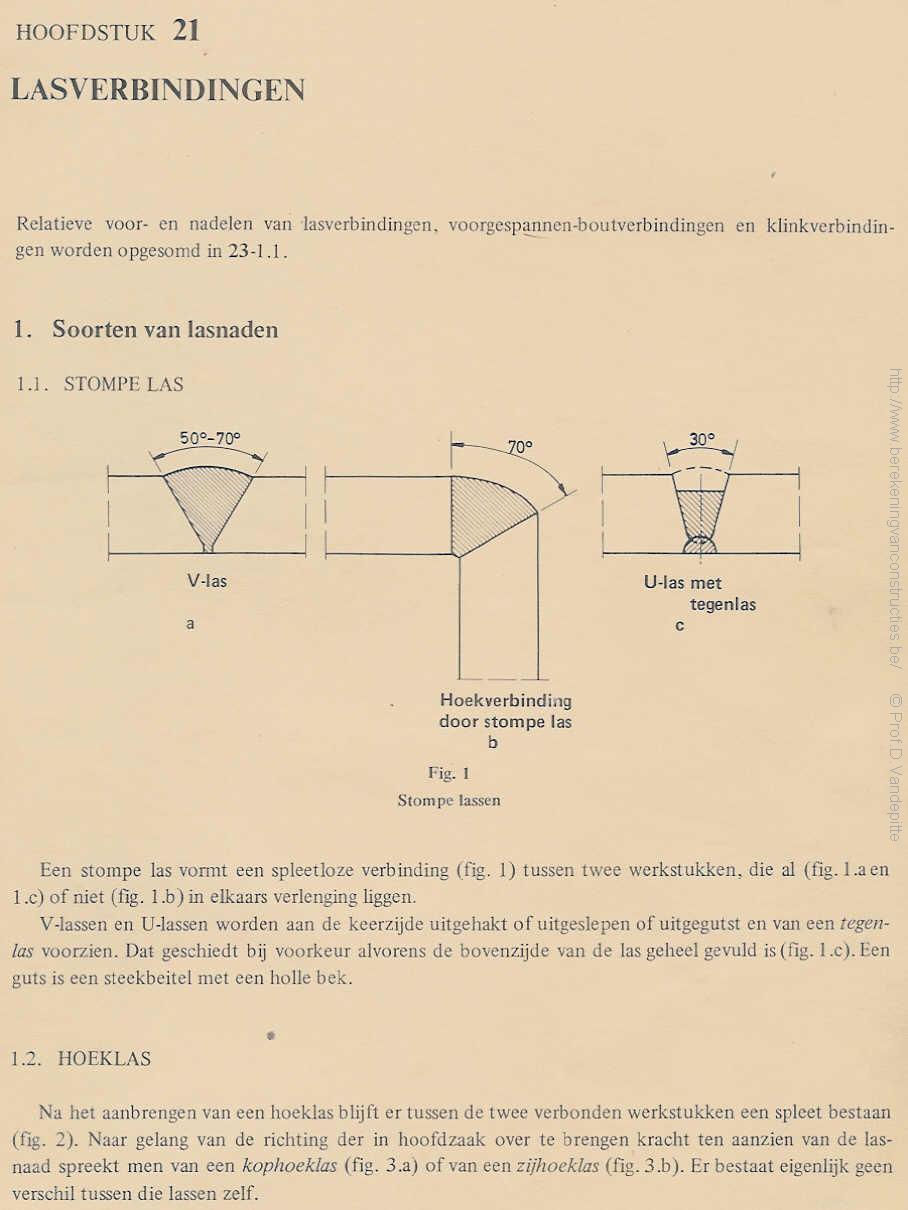 HOOFDSTUK 21
LASVERBINDINGEN
Relatieve voor- en nadelen van lasverbindingen, voorgespannen-boutverbindingen en klinkverbindin-
gen worden opgesomd in 23-1.1.
1. Soorten van lasnaden
1.1. STOMPE LAS
50°-70°
70°
30°
V-las
a
Hoekverbinding
door stompe las
b
U-las met
tegenlas
c
Fig. 1
Stompe lassen
Een stompe las vormt een spleetloze verbinding (fig. 1) tussen twee werkstukken, die al (fig. 1.a en
1.c) of niet (fig. 1.b) in elkaars verlenging liggen.
V-lassen en U-lassen worden aan de keerzijde uitgehakt of uitgeslepen of uitgegutst en van een tegen-
las voorzien. Dat geschiedt bij voorkeur alvorens de bovenzijde van de las geheel gevuld is (fig. 1.c). Een
guts is een steekbeitel met een holle bek.
1.2. HOEKLAS
Na het aanbrengen van een hoeklas blijft er tussen de twee verbonden werkstukken een spleet bestaan
(fig. 2). Naar gelang van de richting der in hoofdzaak over te brengen kracht ten aanzien van de las-
naad spreekt men van een kophoeklas (fig. 3.a) of van een zijhoeklas (fig. 3.b). Er bestaat eigenlijk geen
verschil tussen die lassen zelf.
http://www.berekeningvanconstructies.be/ © Prof D Vandepitte